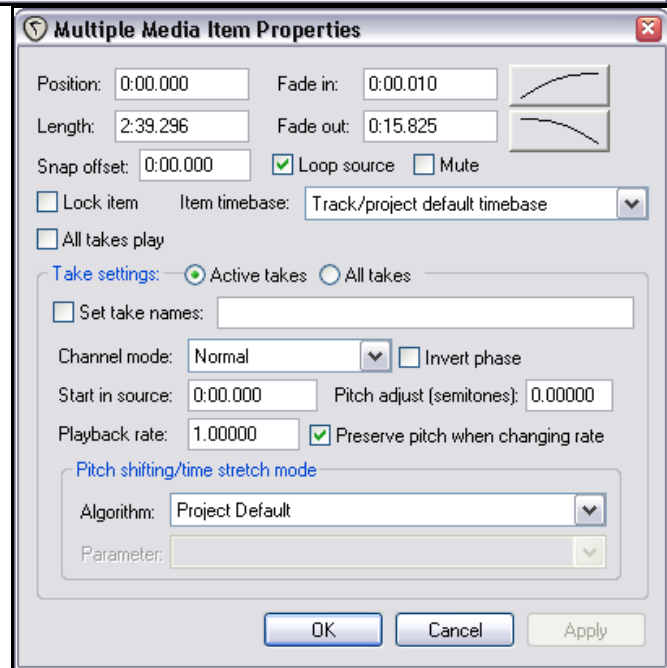 Multiple Media Item Properties
Position: 0:00.000 Fade in: 0:00.010
Length: 2:39.296 Fade out: 0:15.825
Snap offset: 0:00.000 Loop source Mute
Lock item Item timebase: Track/project default timebase
All takes play
Take settings: Active takes All takes
Set take names:
Channel mode: Normal Invert phase
Start in source: 0:00.000 Pitch adjust (semitones): 0.00000
Playback rate: 1.00000 Preserve pitch when changing rate
Pitch shifting/time stretch mode
Algorithm: Project Default
Parameter:
OK Cancel Apply